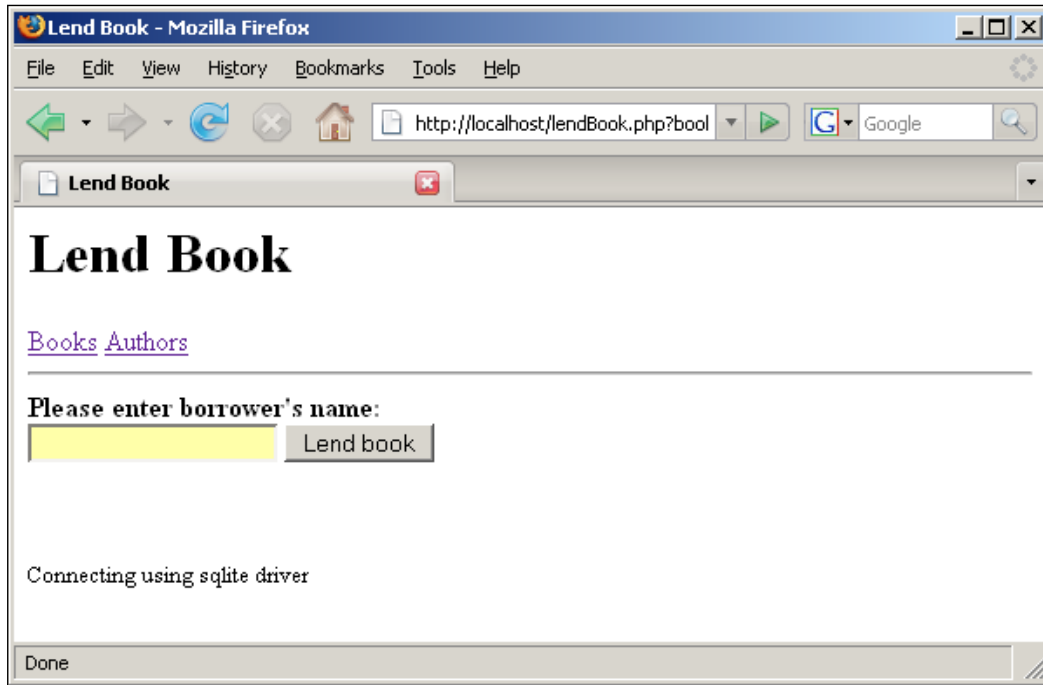 Lend Book - Mozilla Firefox
File Edit View History Bookmarks Tools Help
http://localhost/lendBook.php?bool
G Google
Lend Book
Lend Book
Books Authors
Please enter borrower's name:
Lend book
Connecting using sqlite driver
Done